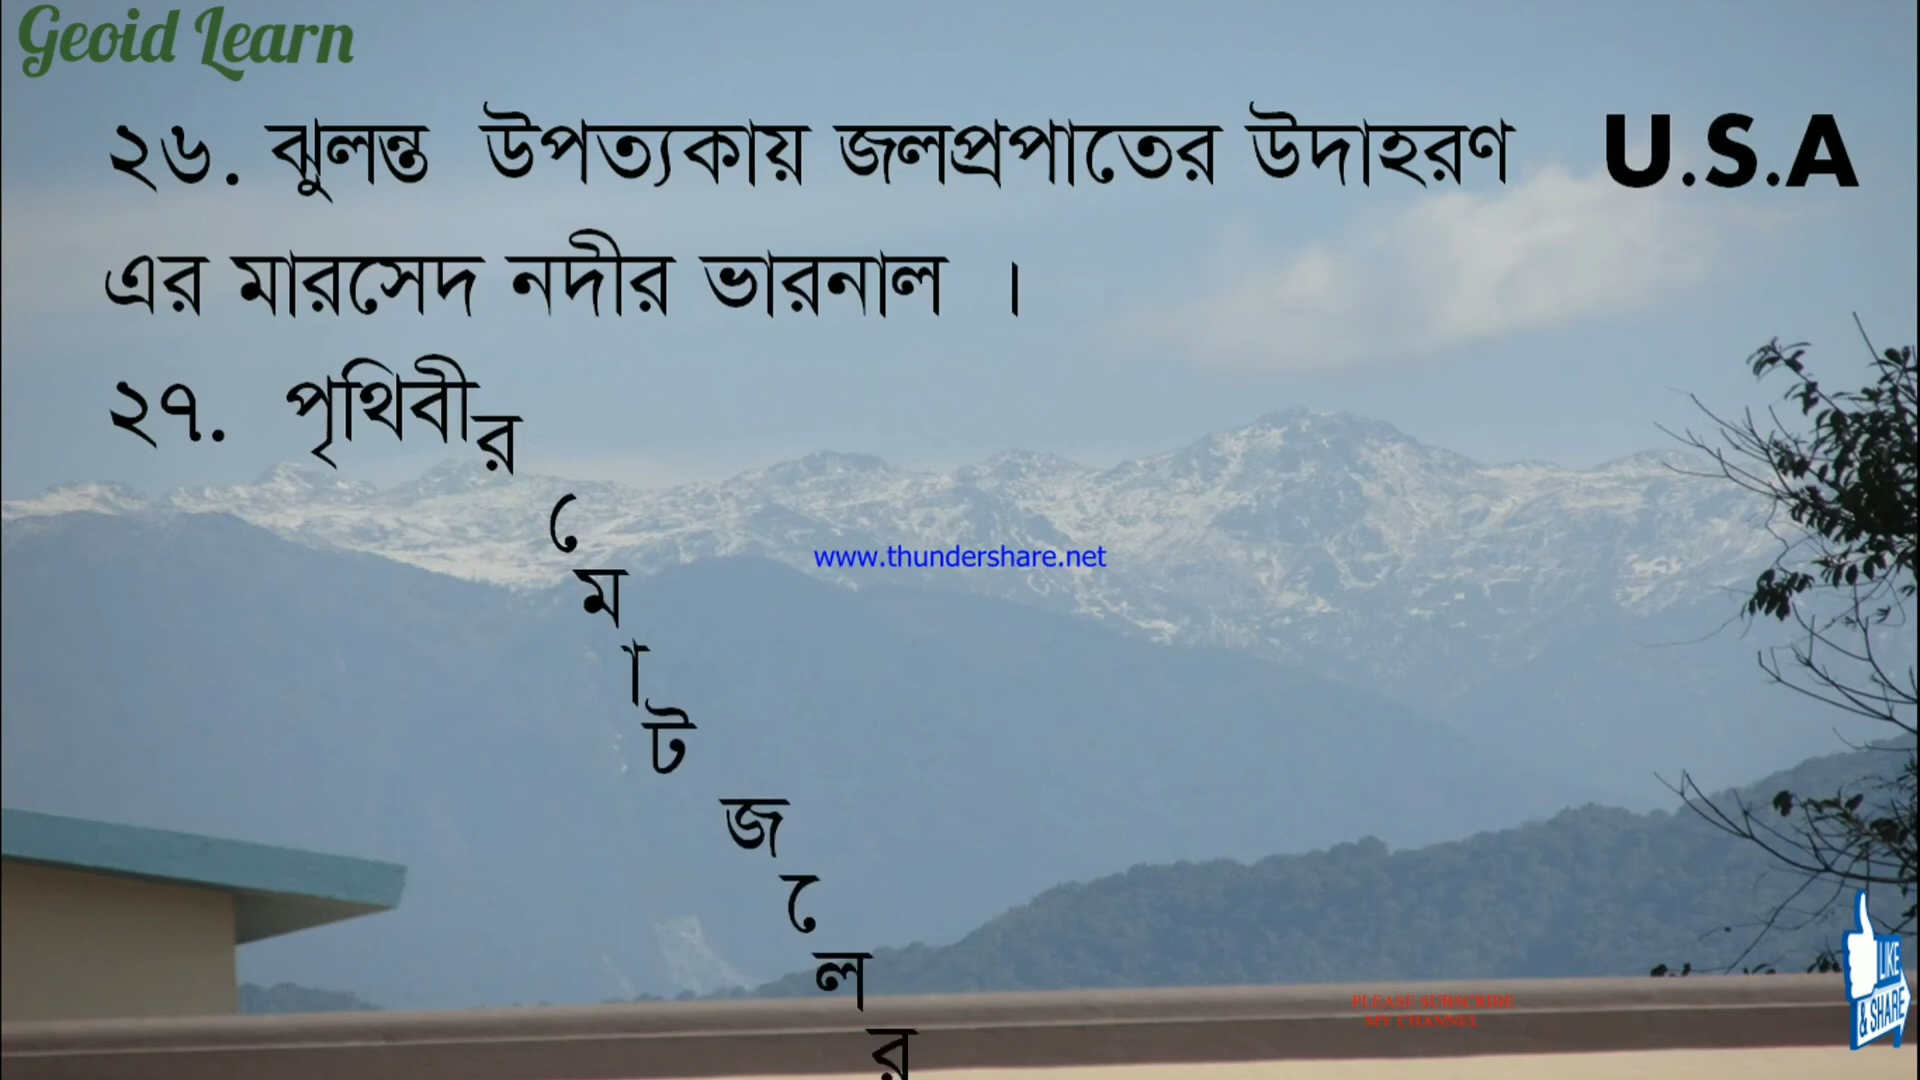 Geoid Learn
২৬. ঝুলন্ত উপত্যকায় জলপ্রপাতের উদাহরণ U.S.A
এর মারসেদ নদীর ভারনাল ।
২৭. পৃথিবীর মোট জলের
www.thundershare.net
PLEASE SUBSCRIBE
MY CHANNEL
LIKE
& SHARE